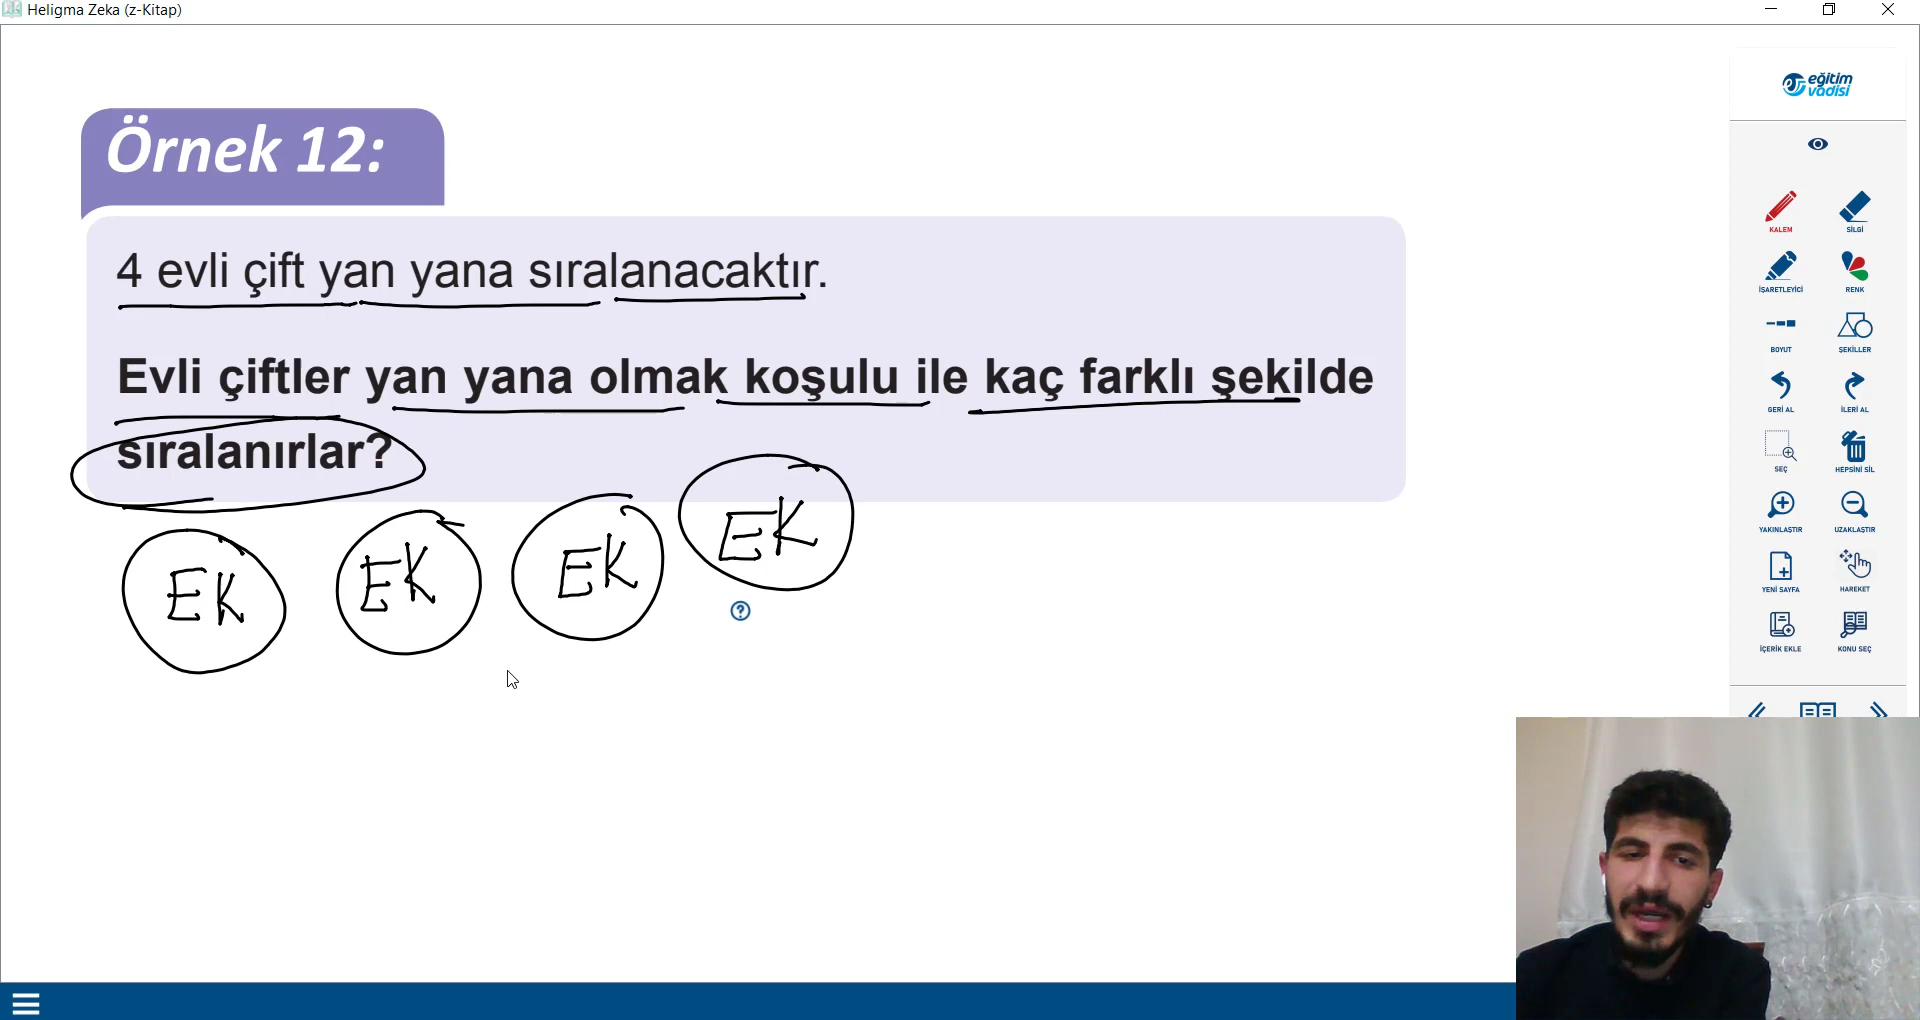 Heligma Zeka (z-Kitap)
eğitim
vadisi
Örnek 12:
4 evli çift yan yana sıralanacaktır.
Evli çiftler yan yana olmak koşulu ile kaç farklı şekilde
sıralanırlar?
EK EK EK EK
?
KALEM SİLGİ
İŞARETLEYİCİ RENK
BOYUT ŞEKİLLER
GERİ AL İLERİ AL
SEÇ HEPSİNİ SİL
YAKINLAŞTIR UZAKLAŞTIR
YENİ SAYFA HAREKET
İÇERİK EKLE KONU SEÇ